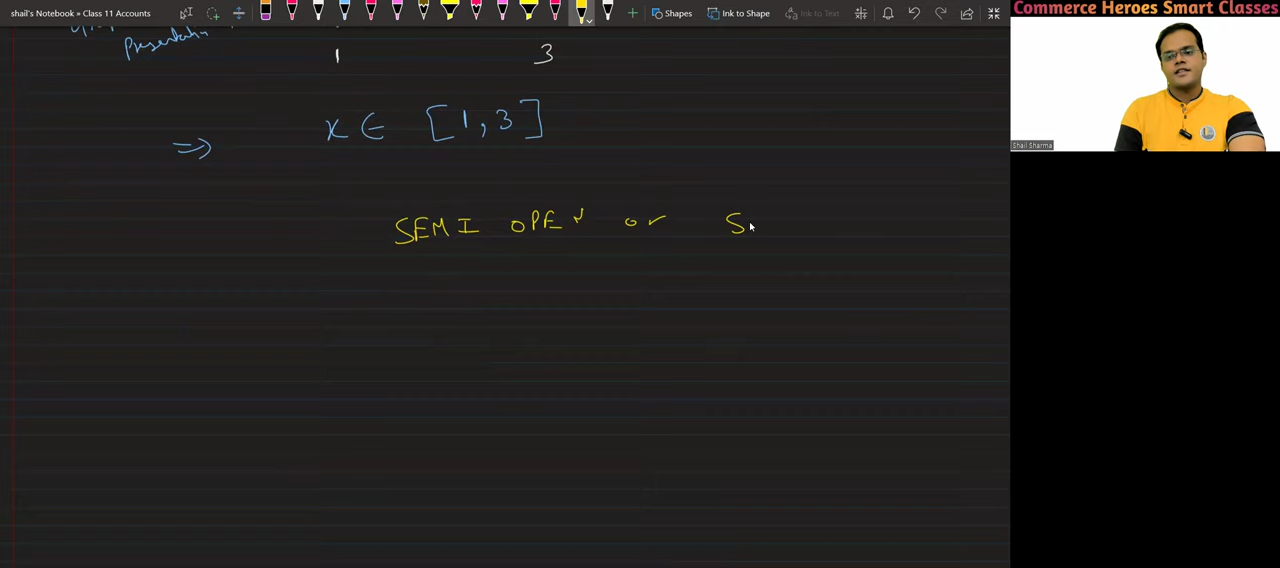 shail's Notebook » Class 11 Accounts
Shapes
Ink to Shape
Ink to Text
Commerce Heroes Smart Classes
Presentation
1 3
⇒ x ∈ [1, 3]
Shail Sharma
SEMI OPEN or S